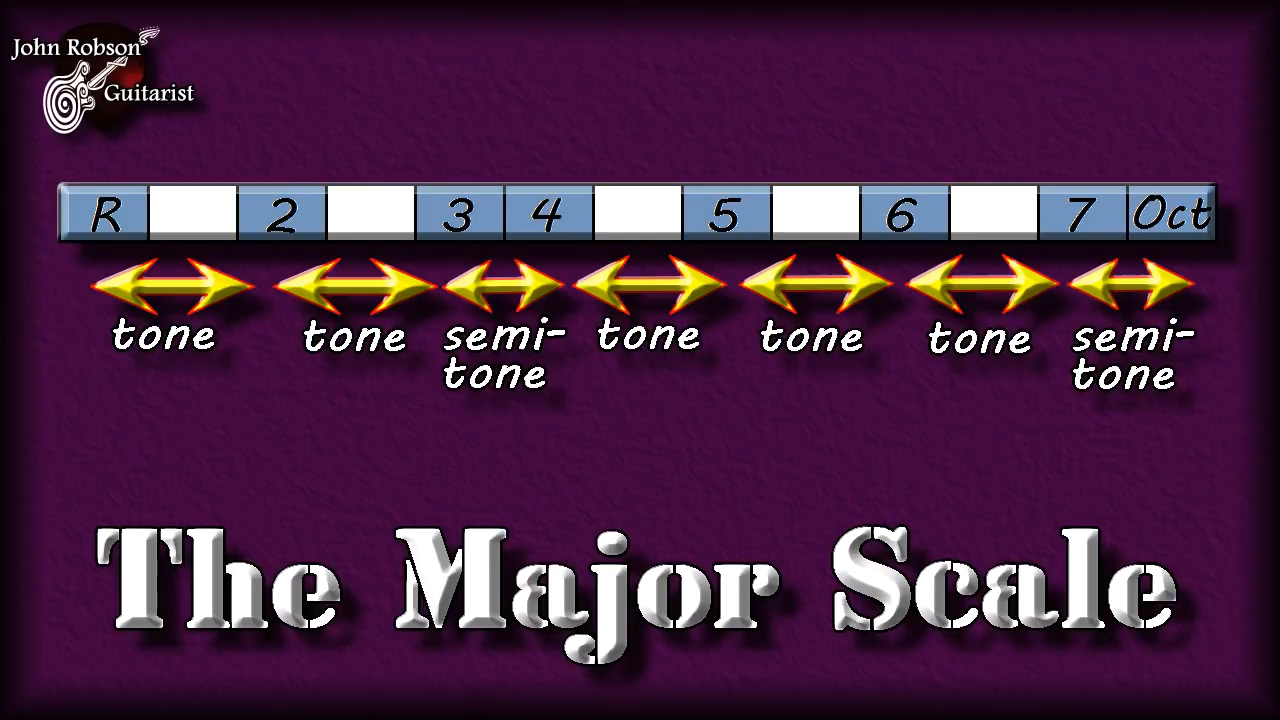 John Robson
Guitarist
R 2 3 4 5 6 7 Oct
tone tone semi- tone tone tone semi-
tone tone
The Major Scale